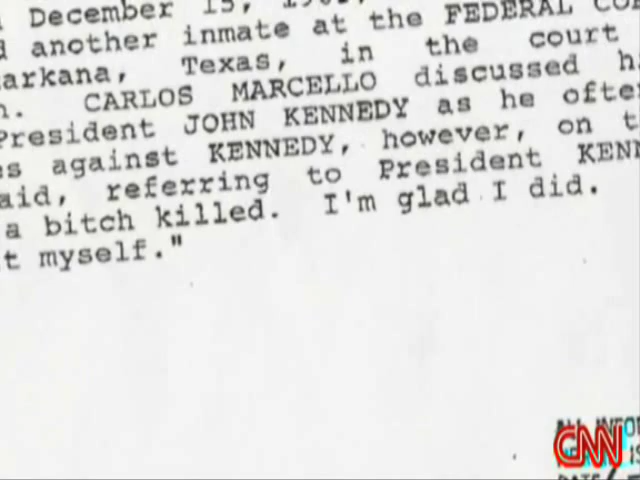 December 15,
another inmate at the FEDERAL
arkana, Texas, in the court
CARLOS MARCELLO discussed
President JOHN KENNEDY as he
against KENNEDY, however, on
aid, referring to President KENN
a bitch killed. I'm glad I did.
t myself."
CNN